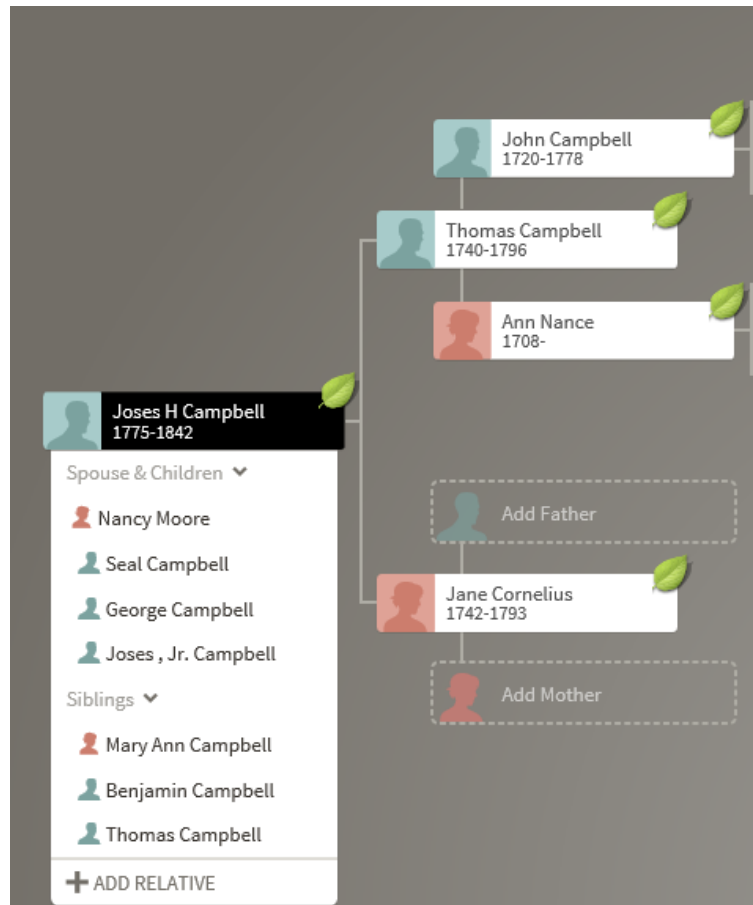 John Campbell
1720-1778
Thomas Campbell
1740-1796
Ann Nance
1708-
Joses H Campbell
1775-1842
Spouse & Children
Nancy Moore
Seal Campbell
George Campbell
Joses , Jr. Campbell
Siblings
Mary Ann Campbell
Benjamin Campbell
Thomas Campbell
ADD RELATIVE
Add Father
Jane Cornelius
1742-1793
Add Mother